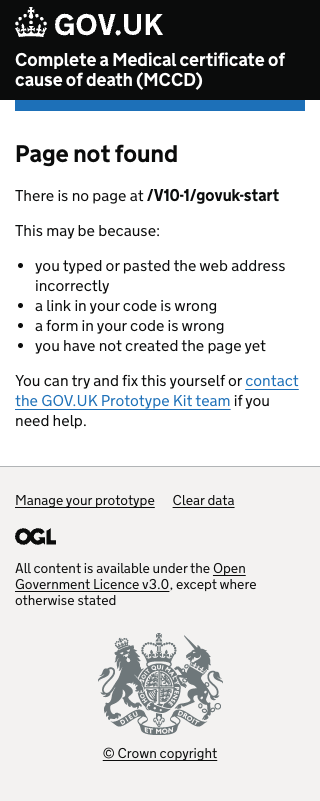 GOV.UK
Complete a Medical certificate of
cause of death (MCCD)
Page not found
There is no page at /V10-1/govuk-start
This may be because:
• you typed or pasted the web address
incorrectly
• a link in your code is wrong
• a form in your code is wrong
• you have not created the page yet
You can try and fix this yourself or contact
the GOV.UK Prototype Kit team if you
need help.
Manage your prototype Clear data
OGL
All content is available under the Open
Government Licence v3.0, except where
otherwise stated
DIEU ET MON DROIT
© Crown copyright